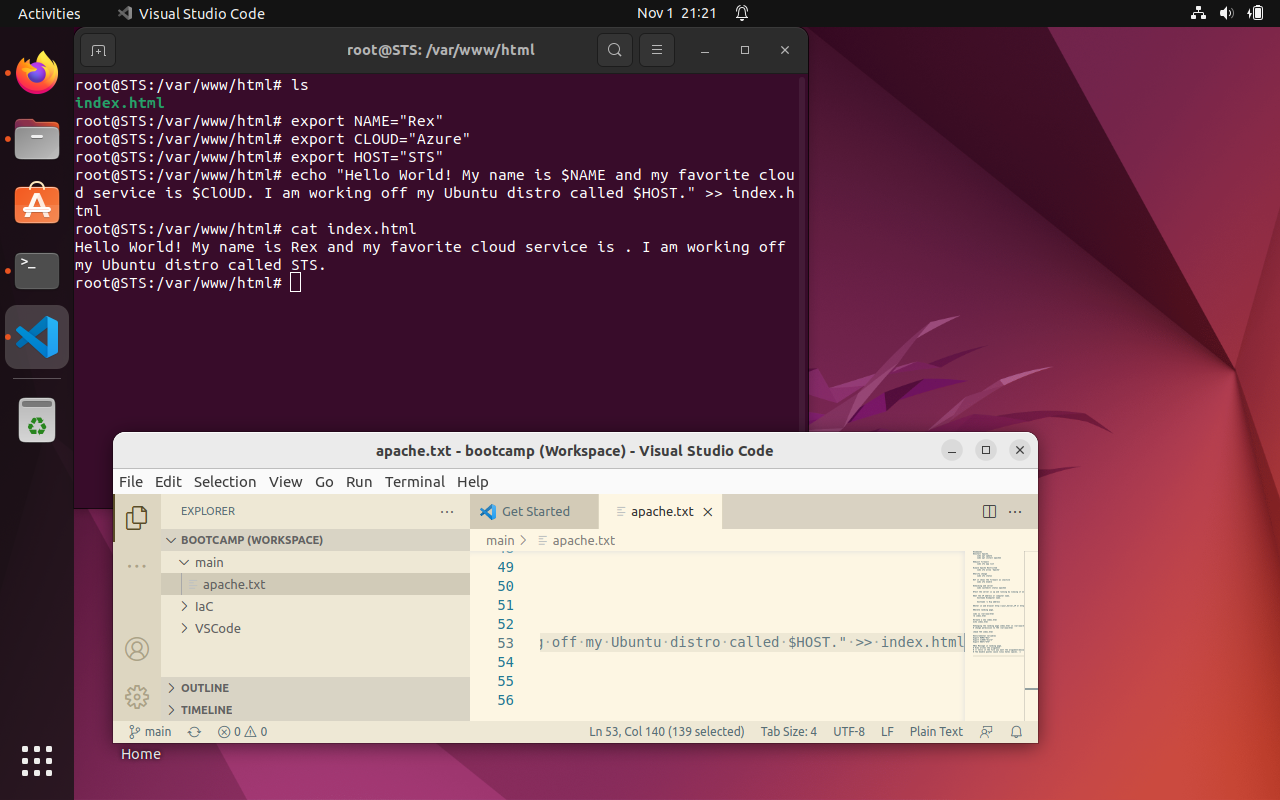 Activities
Visual Studio Code
Nov 1 21:21
root@STS: /var/www/html
root@STS:/var/www/html# ls
index.html
root@STS:/var/www/html# export NAME="Rex"
root@STS:/var/www/html# export CLOUD="Azure"
root@STS:/var/www/html# export HOST="STS"
root@STS:/var/www/html# echo "Hello World! My name is $NAME and my favorite clou
d service is $ClOUD. I am working off my Ubuntu distro called $HOST." >> index.h
tml
root@STS:/var/www/html# cat index.html
Hello World! My name is Rex and my favorite cloud service is . I am working off
my Ubuntu distro called STS.
root@STS:/var/www/html#
apache.txt - bootcamp (Workspace) - Visual Studio Code
File Edit Selection View Go Run Terminal Help
EXPLORER
BOOTCAMP (WORKSPACE)
main
apache.txt
IaC
VSCode
OUTLINE
TIMELINE
Get Started
apache.txt
main > apache.txt
49
50
51
52
53 off my Ubuntu distro called $HOST." >> index.html
54
55
56
main 0 0 Ln 53, Col 140 (139 selected) Tab Size: 4 UTF-8 LF Plain Text
Home